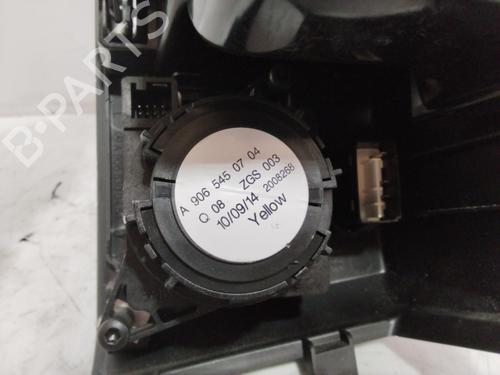 B-PARTS
A 906 545 07 04
Q 08 ZGS 003
10/09/14 2008268
Yellow